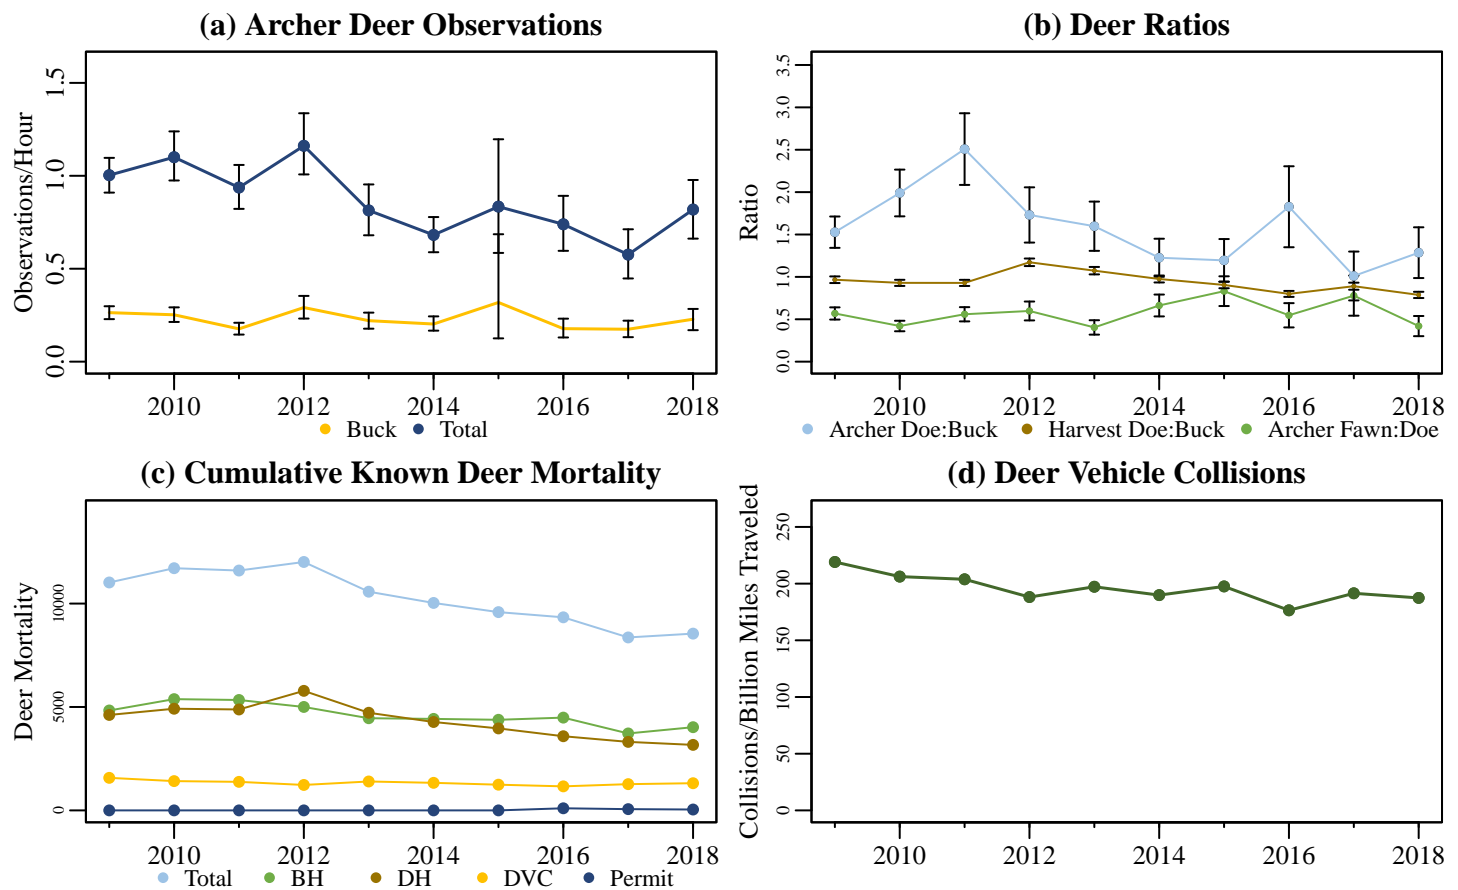 (a) Archer Deer Observations
Observations/Hour
0.0 0.5 1.0 1.5
2010 2012 2014 2016 2018
Buck Total
(b) Deer Ratios
Ratio
0.0 0.5 1.0 1.5 2.0 2.5 3.0 3.5
2010 2012 2014 2016 2018
Archer Doe:Buck Harvest Doe:Buck Archer Fawn:Doe
(c) Cumulative Known Deer Mortality
Deer Mortality
0 5000 10000
2010 2012 2014 2016 2018
Total BH DH DVC Permit
(d) Deer Vehicle Collisions
Collisions/Billion Miles Traveled
0 50 100 150 200 250
2010 2012 2014 2016 2018